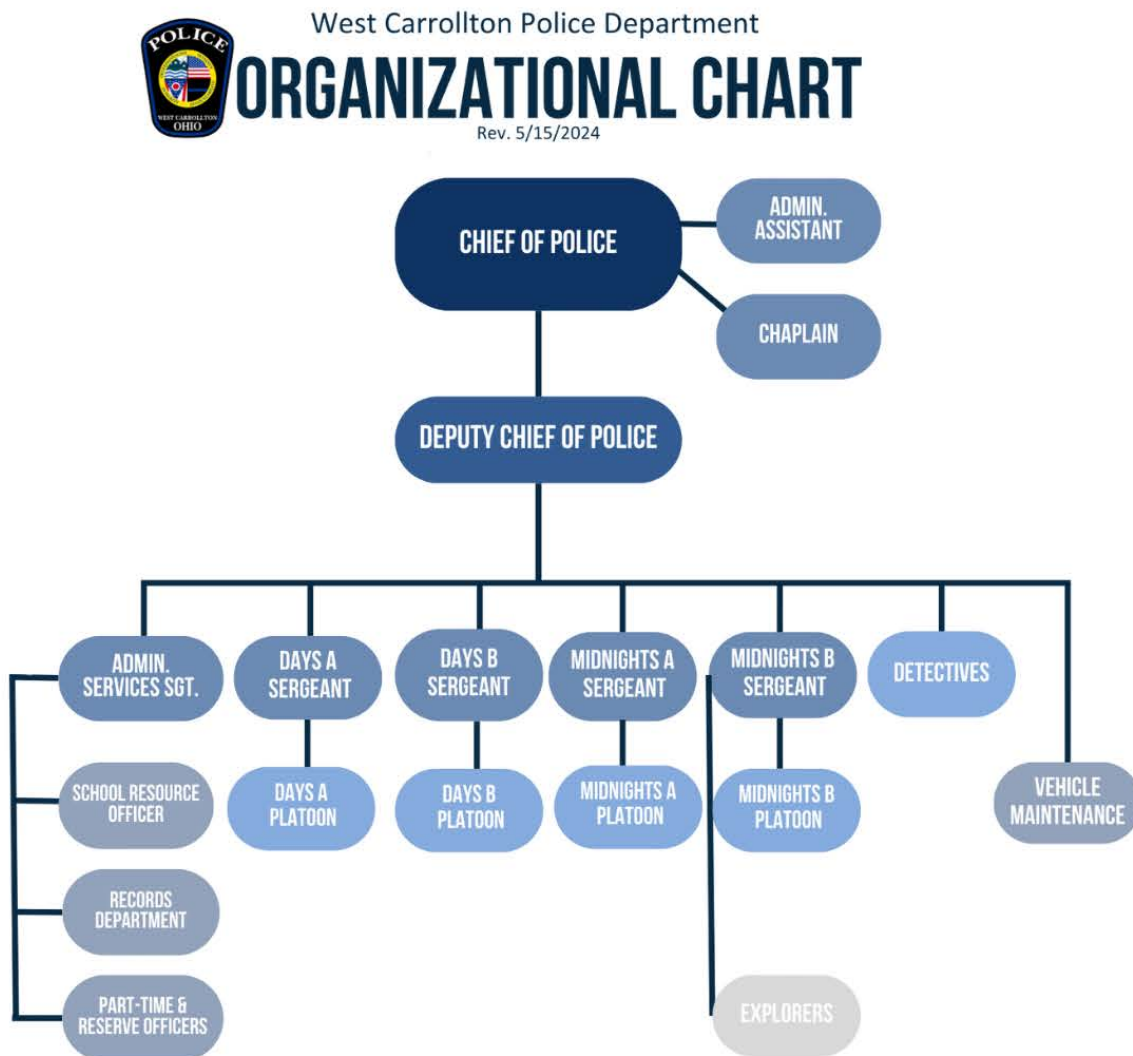 West Carrollton Police Department
POLICE
WEST CARROLLTON
OHIO
ORGANIZATIONAL CHART
Rev. 5/15/2024
CHIEF OF POLICE
ADMIN.
ASSISTANT
CHAPLAIN
DEPUTY CHIEF OF POLICE
ADMIN.
SERVICES SGT.
DAYS A
SERGEANT
DAYS B
SERGEANT
MIDNIGHTS A
SERGEANT
MIDNIGHTS B
SERGEANT
DETECTIVES
SCHOOL RESOURCE
OFFICER
DAYS A
PLATOON
DAYS B
PLATOON
MIDNIGHTS A
PLATOON
MIDNIGHTS B
PLATOON
VEHICLE
MAINTENANCE
RECORDS
DEPARTMENT
PART-TIME &
RESERVE OFFICERS
EXPLORERS